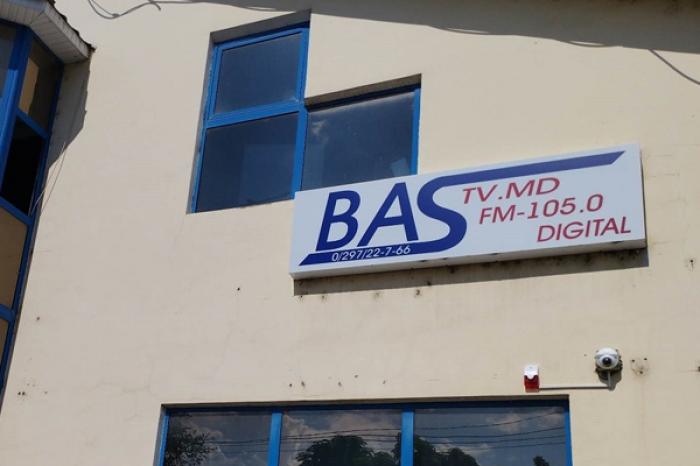 BAS
TV.MD
FM-105.0
DIGITAL
0/297/22-7-66